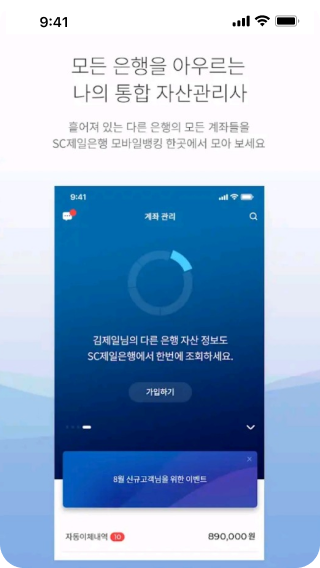 9:41
모든 은행을 아우르는
나의 통합 자산관리사
흩어져 있는 다른 은행의 모든 계좌들을
SC제일은행 모바일뱅킹 한곳에서 모아 보세요
9:41
계좌 관리
김제일님의 다른 은행 자산 정보도
SC제일은행에서 한번에 조회하세요.
가입하기
8월 신규고객님을 위한 이벤트
자동이체내역 10 890,000원